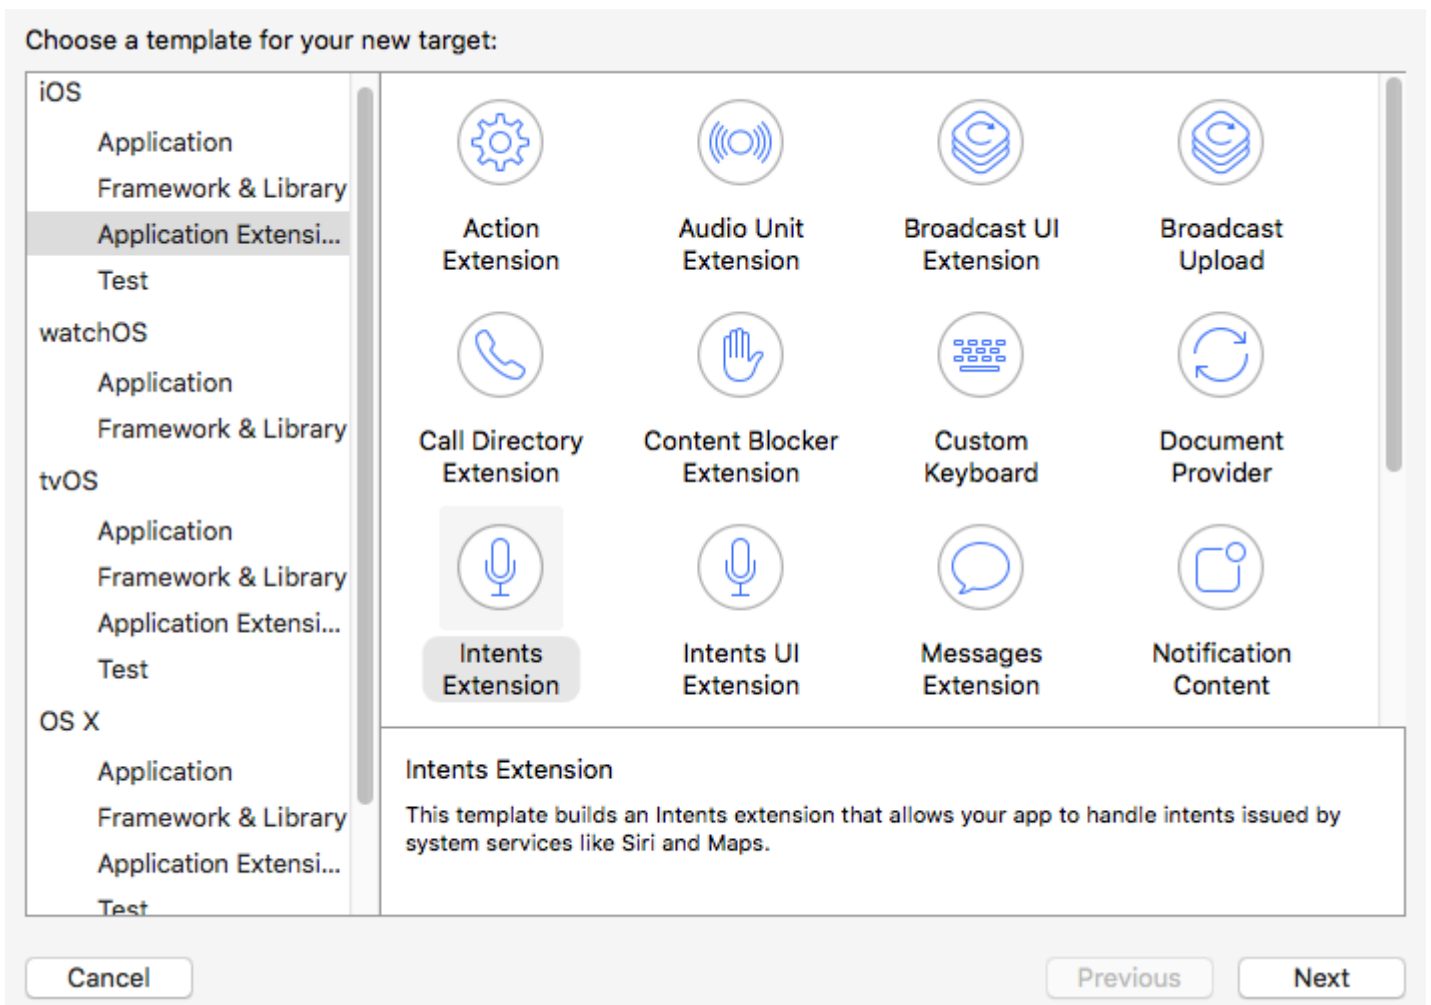 Choose a template for your new target:
iOS
Application
Framework & Library
Application Extensi...
Test
watchOS
Application
Framework & Library
tvOS
Application
Framework & Library
Application Extensi...
Test
OS X
Application
Framework & Library
Application Extensi...
Test
Action
Extension
Audio Unit
Extension
Broadcast UI
Extension
Broadcast
Upload
Call Directory
Extension
Content Blocker
Extension
Custom
Keyboard
Document
Provider
Intents
Extension
Intents UI
Extension
Messages
Extension
Notification
Content
Intents Extension
This template builds an Intents extension that allows your app to handle intents issued by
system services like Siri and Maps.
Cancel
Previous
Next